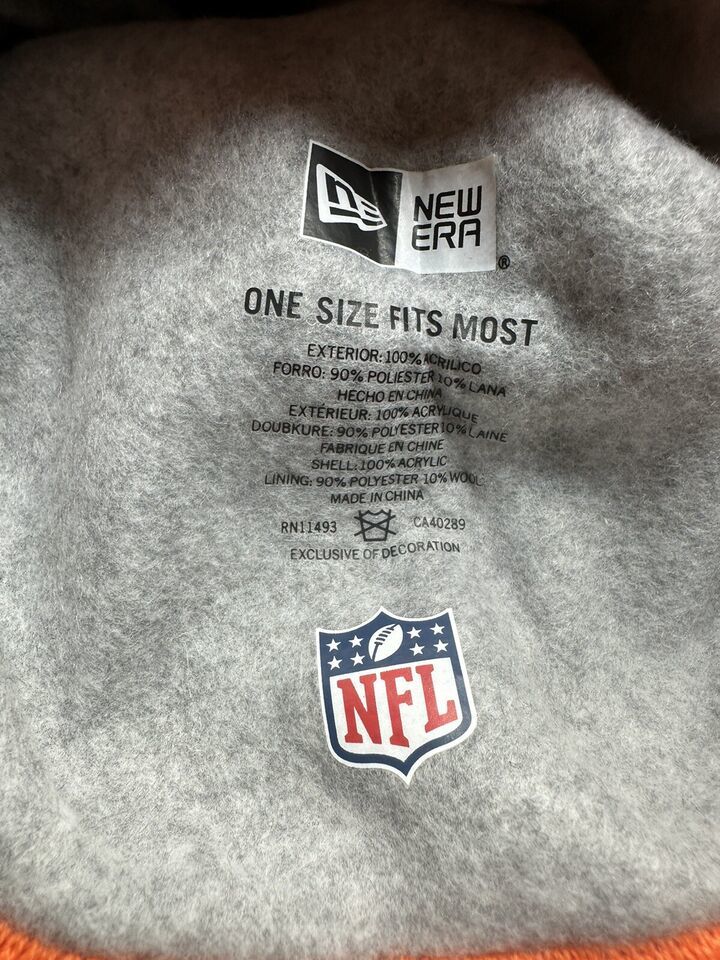 NEW
ERA
®
ONE SIZE FITS MOST
EXTERIOR: 100% ACRILICO
FORRO: 90% POLIESTER 10% LANA
HECHO EN CHINA
EXTÉRIEUR: 100% ACRYLIQUE
DOUBKURE: 90% POLYESTER 10% LAINE
FABRIQUE EN CHINE
SHELL: 100% ACRYLIC
LINING: 90% POLYESTER 10% WOOL
MADE IN CHINA
RN11493 CA40289
EXCLUSIVE OF DECORATION
NFL